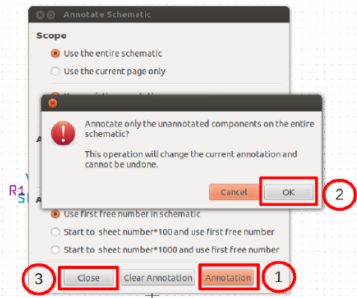 Annotate Schematic
Scope
Use the entire schematic
Use the current page only
Annotate only the unannotated components on the entire
schematic?
This operation will change the current annotation and
cannot be undone.
Cancel
OK
2
R1
Use first free number in schematic
Start to sheet number*100 and use first free number
Start to sheet number*1000 and use first free number
3
Close
Clear Annotation
Annotation
1